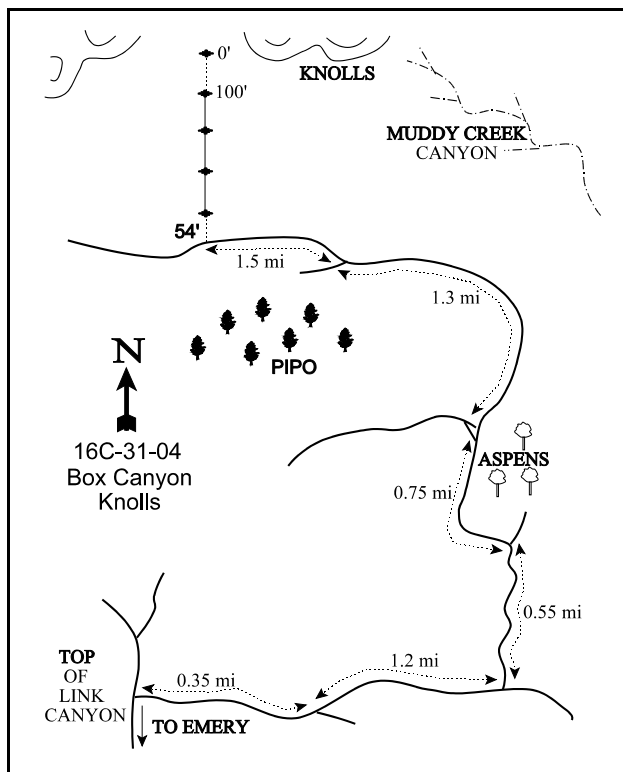 0'
KNOLLS
100'
MUDDY CREEK
CANYON
54'
1.5 mi
1.3 mi
N
PIPO
16C-31-04
Box Canyon
Knolls
ASPENS
0.75 mi
0.55 mi
TOP
OF
LINK
CANYON
0.35 mi
1.2 mi
TO EMERY